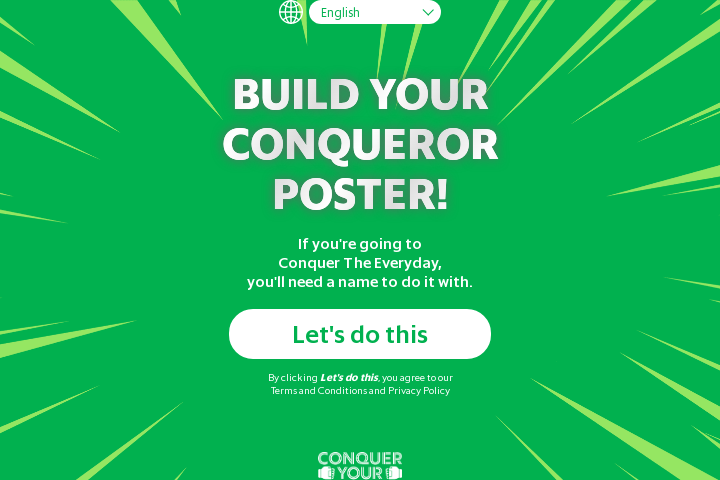 English
BUILD YOUR
CONQUEROR
POSTER!
If you're going to
Conquer The Everyday,
you'll need a name to do it with.
Let's do this
By clicking Let's do this, you agree to our
Terms and Conditions and Privacy Policy
CONQUER
YOUR